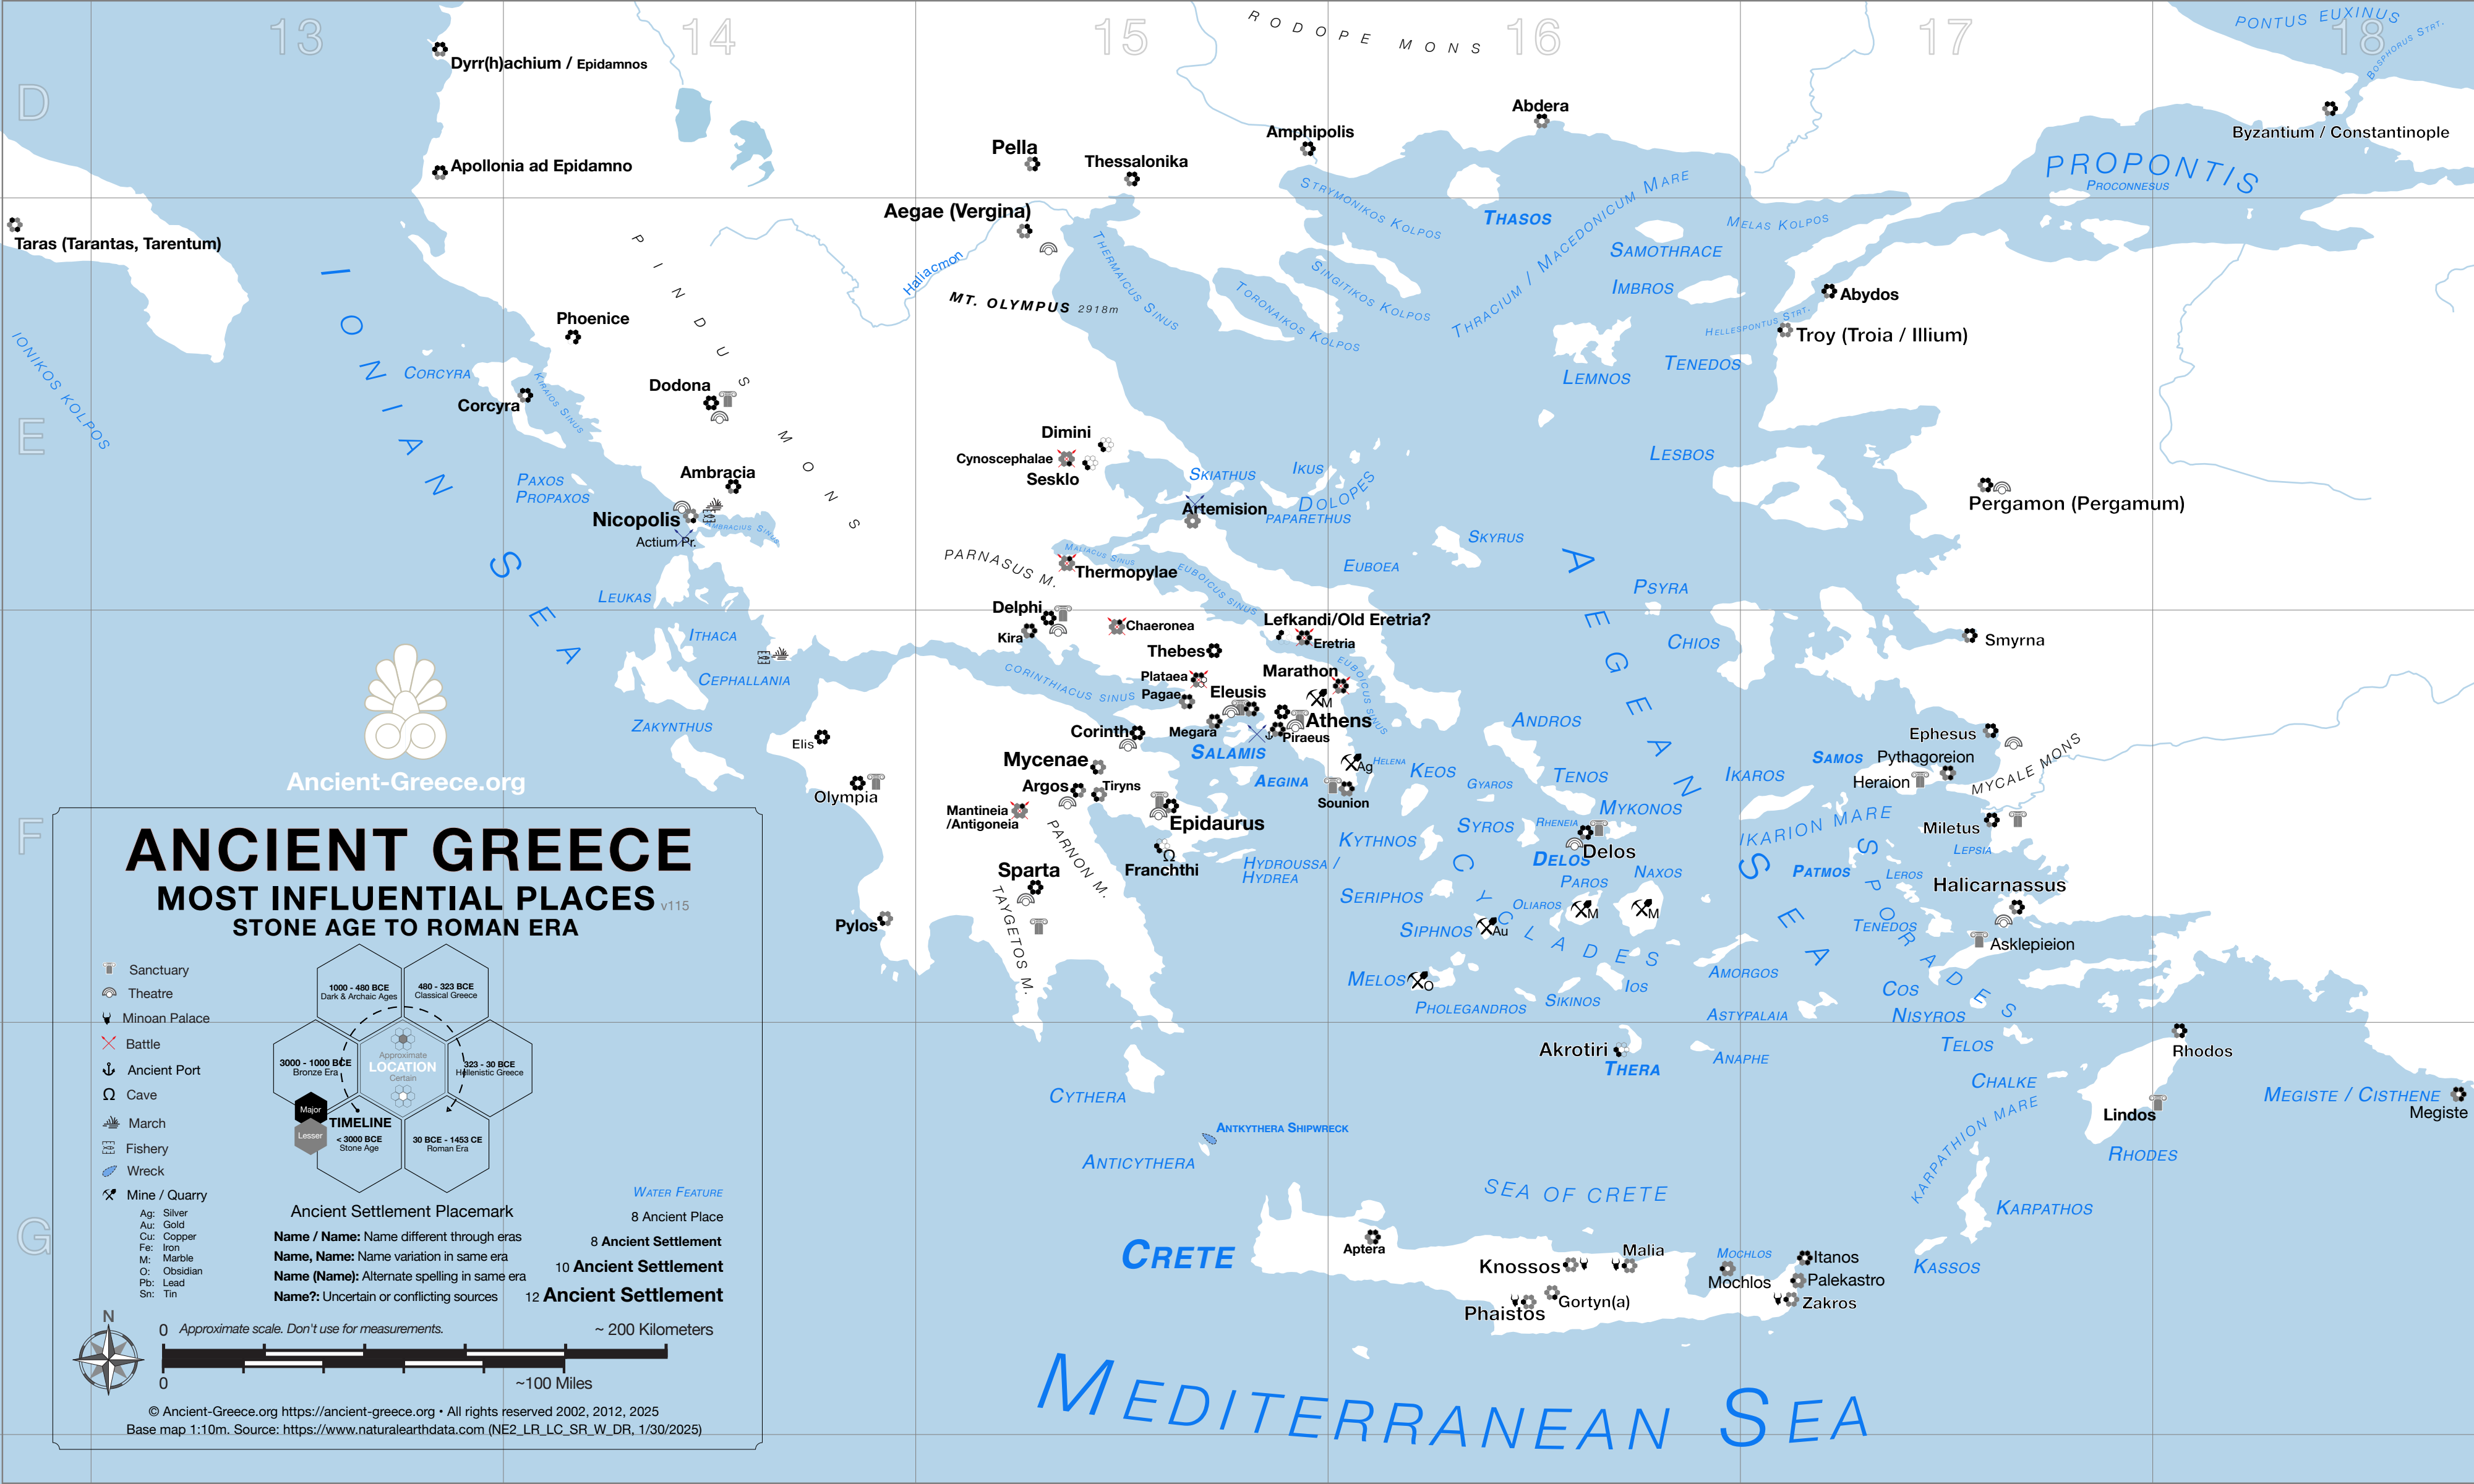 13
14
15
16
17
18
D
E
F
G
RODOPE MONS
PONTUS EUXINUS
BOSPHORUS STRT.
Dyrr(h)achium / Epidamnos
Apollonia ad Epidamno
Taras (Tarantas, Tarentum)
Pella
Thessalonika
Amphipolis
Abdera
Byzantium / Constantinople
PROPONTIS
PROCONNESUS
Aegae (Vergina)
Haliacmon
STRYMONIKOS KOLPOS
THASOS
THRACIUM / MACEDONICUM MARE
MELAS KOLPOS
SAMOTHRACE
IMBROS
THERMAICUS SINUS
TORONAIKOS KOLPOS
SINGITIKOS KOLPOS
MT. OLYMPUS 2918m
PINDUS MONS
IONIAN SEA
IONIKOS KOLPOS
Abydos
HELLESPONTUS STRT.
Troy (Troia / Illium)
TENEDOS
LEMNOS
Phoenice
CORCYRA
Corcyra
KIRAIOS SINUS
Dodona
Dimini
Cynoscephalae
Sesklo
Ambracia
PAXOS
PROPAXOS
Nicopolis
AMBRACIUS SINUS
Actium Pr.
SKIATHUS
IKUS
DOLOPES
Artemision
PAPARETHUS
LESBOS
Pergamon (Pergamum)
SKYRUS
AEGEAN SEA
PARNASUS M.
MALIACUS SINUS
Thermopylae
EUBOICUS SINUS
EUBOEA
PSYRA
LEUKAS
Delphi
Kira
Chaeronea
Lefkandi/Old Eretria?
Eretria
ITHACA
CHIOS
Smyrna
Thebes
CORINTHIACUS SINUS
Plataea
Marathon
EUBOICUS SINUS
CEPHALLANIA
Pagae
Eleusis
M
Athens
ANDROS
ZAKYNTHUS
Elis
Corinth
Megara
Piraeus
SALAMIS
Ephesus
Mycenae
Ag
HELENA
KEOS
GYAROS
TENOS
IKAROS
SAMOS
Pythagoreion
Heraion
MYCALE MONS
AEGINA
Olympia
Argos
Tiryns
Sounion
Mantineia
/Antigoneia
Epidaurus
MYKONOS
SYROS
RHENEIA
IKARION MARE
Miletus
KYTHNOS
Delos
DELOS
LEPSIA
PARNON M.
Franchthi
HYDROUSSA /
HYDREA
CYCLADES
SPORADES
PAROS
NAXOS
PATMOS
LEROS
Halicarnassus
Sparta
TAYGETOS M.
SERIPHOS
OLIAROS
M
M
Pylos
SIPHNOS
Au
TENEDOS
Asklepieion
MELOS
O
AMORGOS
IOS
SIKINOS
COS
PHOLEGANDROS
ASTYPALAIA
NISYROS
Akrotiri
THERA
ANAPHE
TELOS
Rhodos
CYTHERA
CHALKE
MEGISTE / CISTHENE
Megiste
Lindos
ANTKYTHERA SHIPWRECK
KARPATHION MARE
ANTICYTHERA
RHODES
SEA OF CRETE
KARPATHOS
CRETE
Aptera
Knossos
Malia
MOCHLOS
Mochlos
Itanos
Palekastro
KASSOS
Zakros
Phaistos
Gortyn(a)
MEDITERRANEAN SEA
Ancient-Greece.org
ANCIENT GREECE
MOST INFLUENTIAL PLACES v115
STONE AGE TO ROMAN ERA
Sanctuary
Theatre
Minoan Palace
Battle
Ancient Port
Cave
March
Fishery
Wreck
Mine / Quarry
Ag: Silver
Au: Gold
Cu: Copper
Fe: Iron
M: Marble
O: Obsidian
Pb: Lead
Sn: Tin
1000 - 480 BCE
Dark & Archaic Ages
480 - 323 BCE
Classical Greece
3000 - 1000 BCE
Bronze Era
Approximate
LOCATION
Certain
323 - 30 BCE
Hellenistic Greece
Major
Lesser
TIMELINE
< 3000 BCE
Stone Age
30 BCE - 1453 CE
Roman Era
Ancient Settlement Placemark
Name / Name: Name different through eras
Name, Name: Name variation in same era
Name (Name): Alternate spelling in same era
Name?: Uncertain or conflicting sources
WATER FEATURE
8 Ancient Place
8 Ancient Settlement
10 Ancient Settlement
12 Ancient Settlement
N
0 Approximate scale. Don't use for measurements. ~ 200 Kilometers
0 ~100 Miles
© Ancient-Greece.org https://ancient-greece.org • All rights reserved 2002, 2012, 2025
Base map 1:10m. Source: https://www.naturalearthdata.com (NE2_LR_LC_SR_W_DR, 1/30/2025)